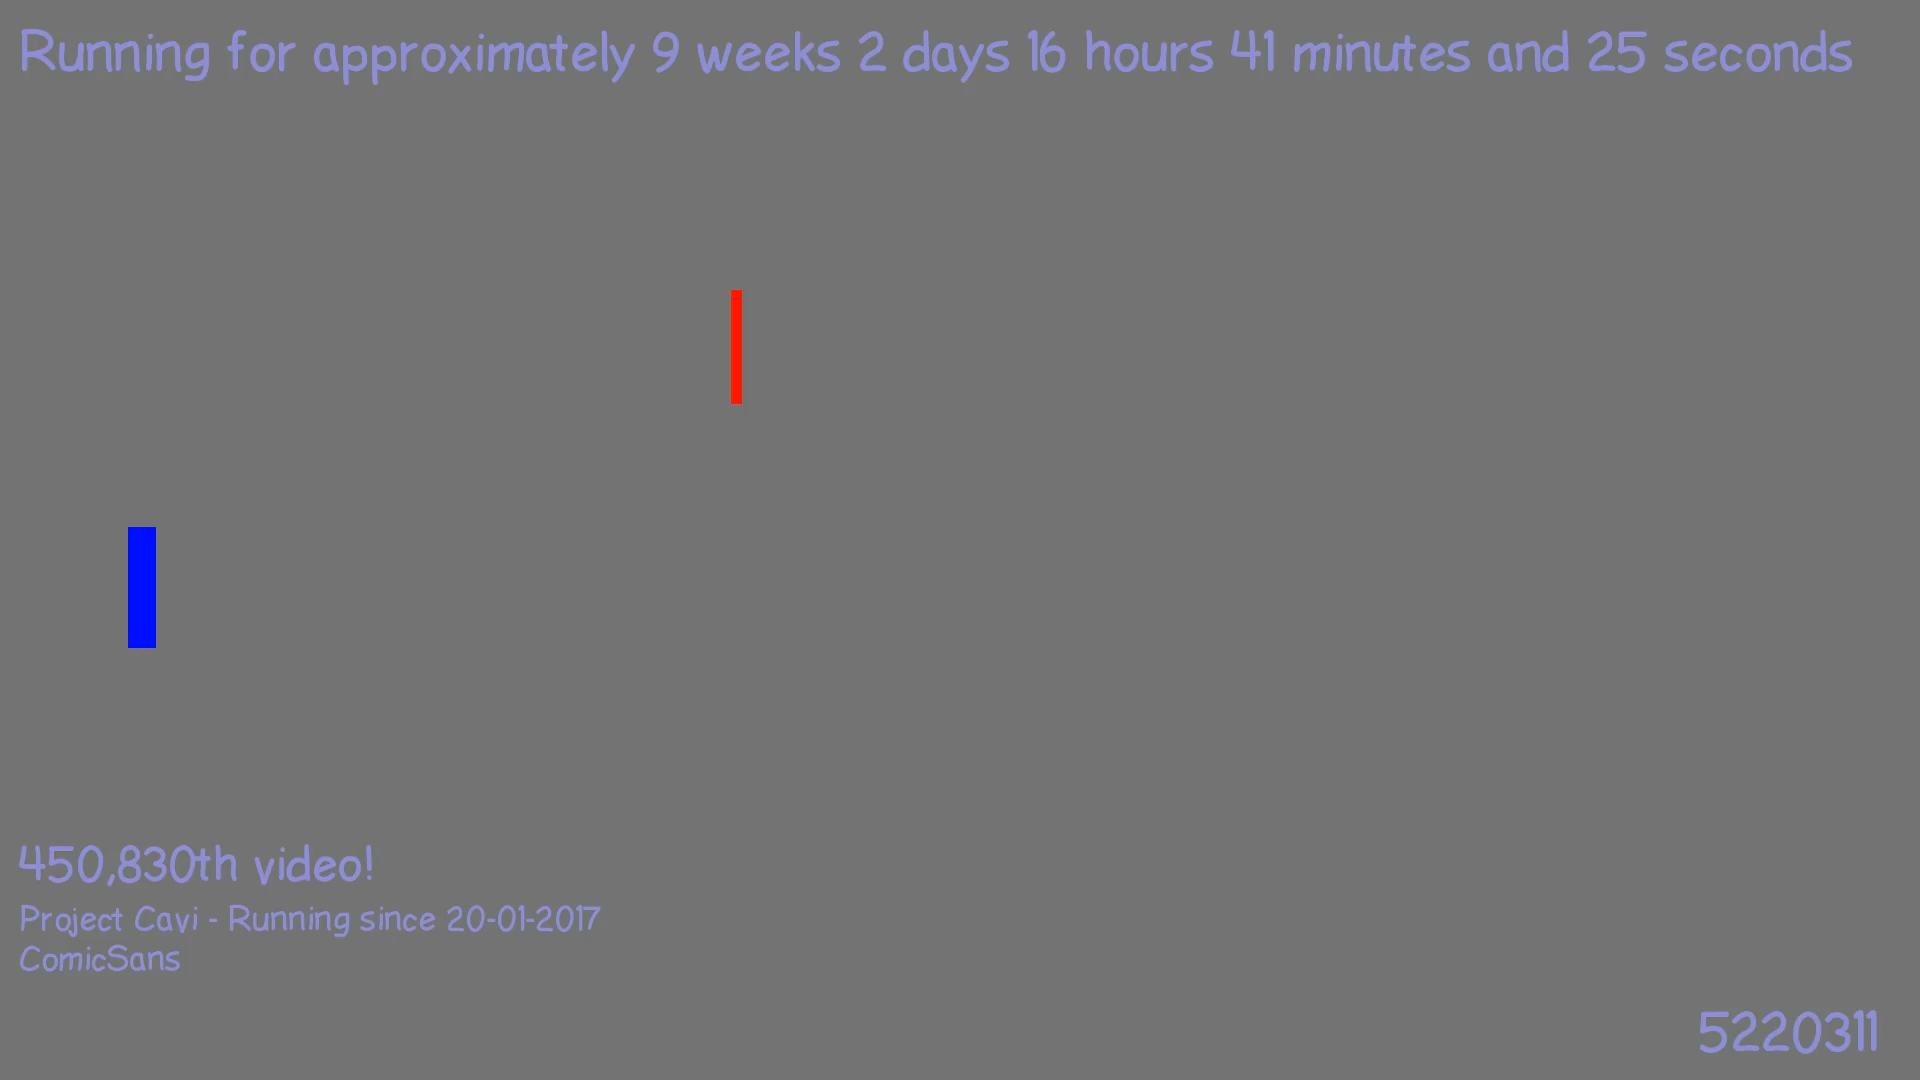 Running for approximately 9 weeks 2 days 16 hours 41 minutes and 25 seconds
450,830th video!
Project Cavi - Running since 20-01-2017
ComicSans
5220311